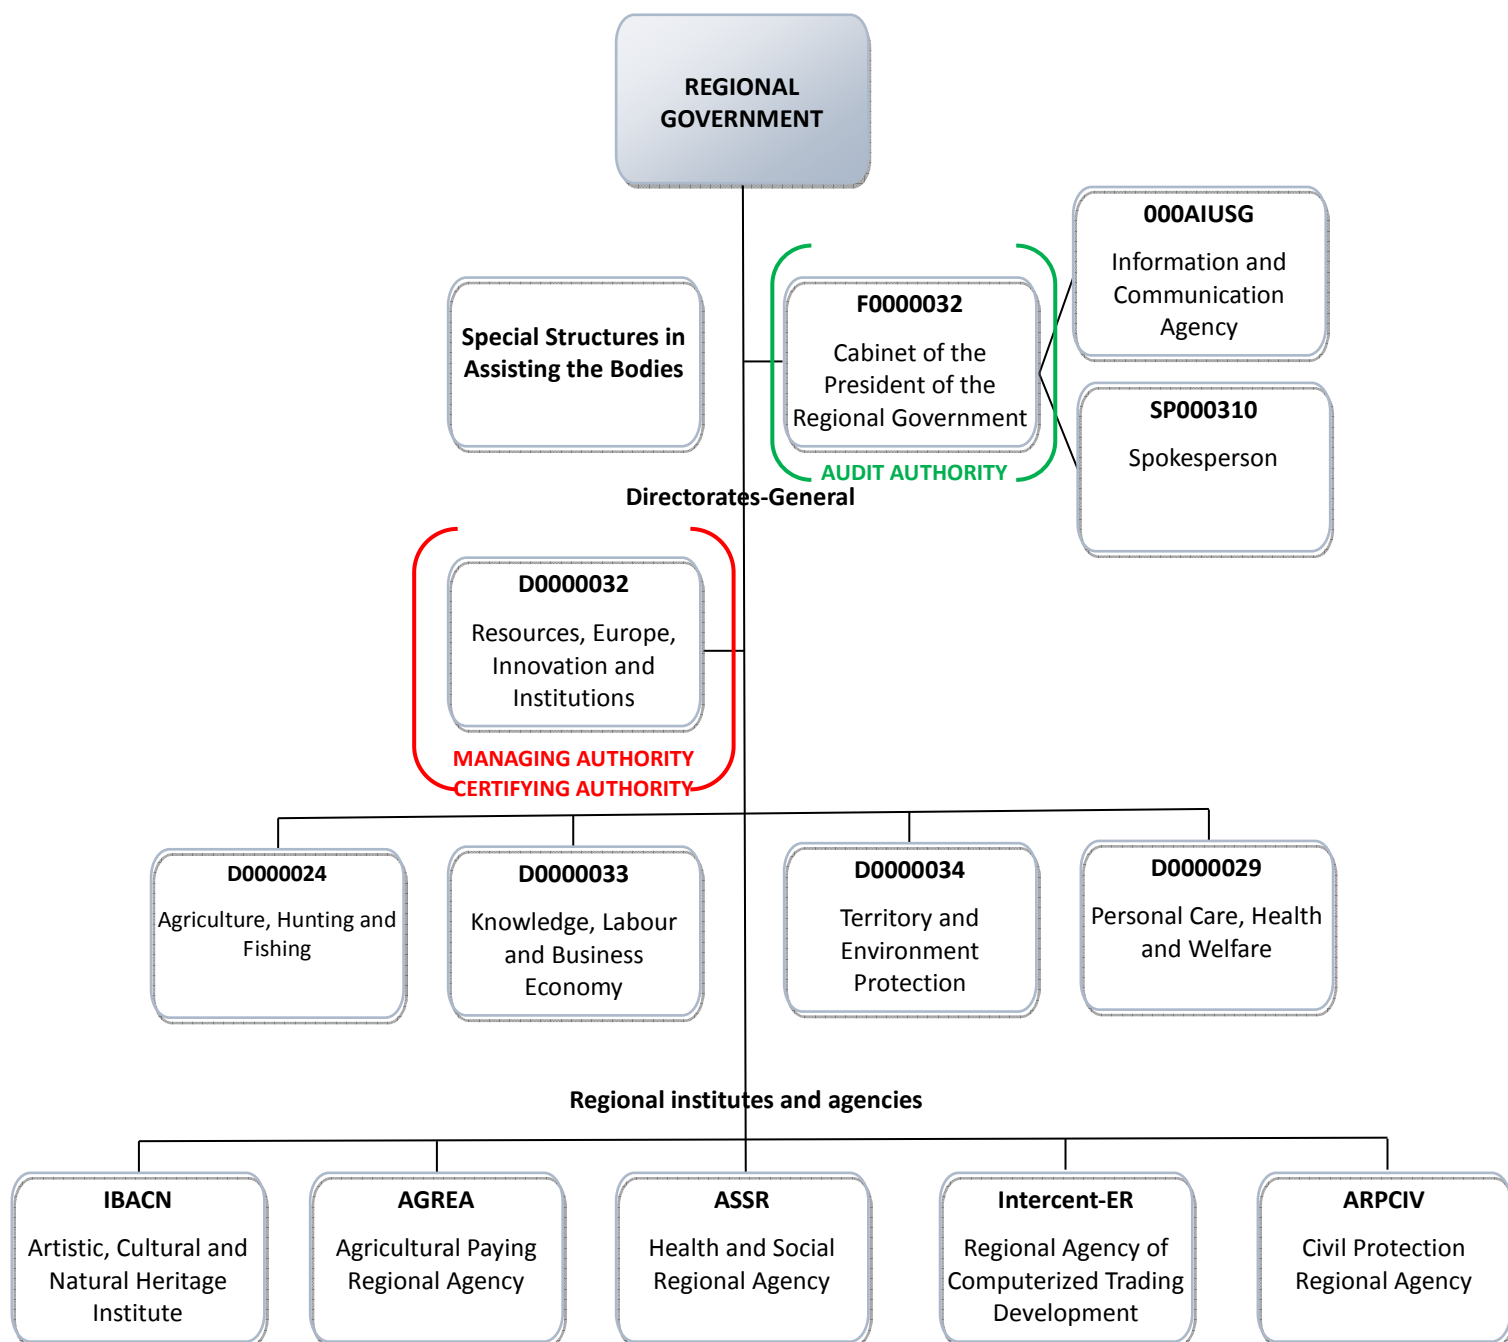 REGIONAL
GOVERNMENT
000AIUSG
Information and
Communication
Agency
Special Structures in
Assisting the Bodies
F0000032
Cabinet of the
President of the
Regional Government
AUDIT AUTHORITY
SP000310
Spokesperson
Directorates-General
D0000032
Resources, Europe,
Innovation and
Institutions
MANAGING AUTHORITY
CERTIFYING AUTHORITY
D0000024
Agriculture, Hunting and
Fishing
D0000033
Knowledge, Labour
and Business
Economy
D0000034
Territory and
Environment
Protection
D0000029
Personal Care, Health
and Welfare
Regional institutes and agencies
IBACN
Artistic, Cultural and
Natural Heritage
Institute
AGREA
Agricultural Paying
Regional Agency
ASSR
Health and Social
Regional Agency
Intercent-ER
Regional Agency of
Computerized Trading
Development
ARPCIV
Civil Protection
Regional Agency